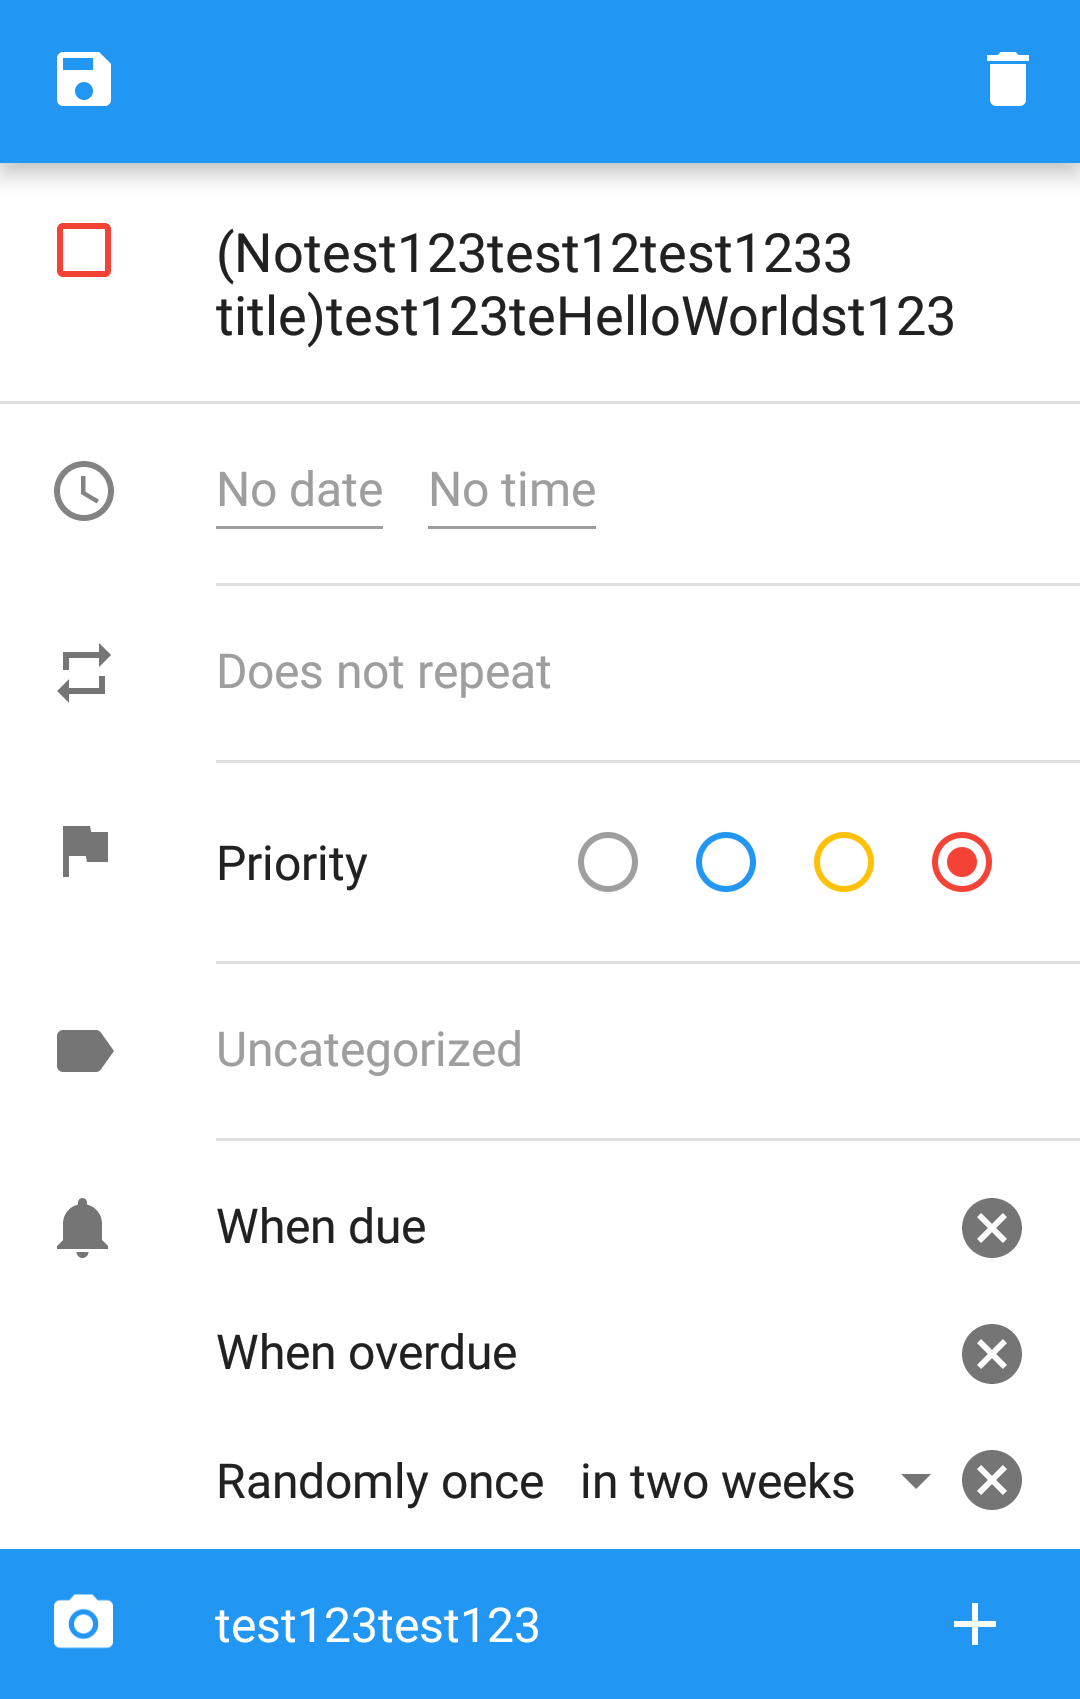 (Notest123test12test1233
title)test123teHelloWorldst123
No date No time
Does not repeat
Priority
Uncategorized
When due
When overdue
Randomly once in two weeks
test123test123